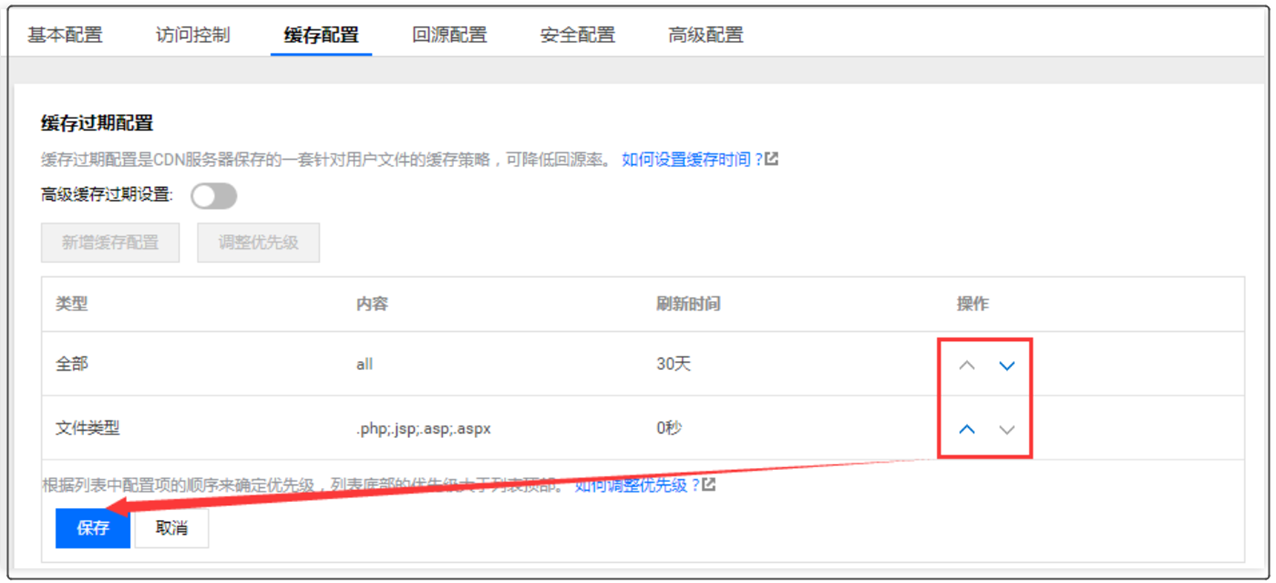 基本配置 访问控制 缓存配置 回源配置 安全配置 高级配置
缓存过期配置
缓存过期配置是CDN服务器保存的一套针对用户文件的缓存策略，可降低回源率。 如何设置缓存时间？
高级缓存过期设置:
新增缓存配置 调整优先级
类型 内容 刷新时间 操作
全部 all 30天
文件类型 .php;.jsp;.asp;.aspx 0秒
根据列表中配置项的顺序来确定优先级，列表底部的优先级大于列表顶部。 如何调整优先级？
保存 取消